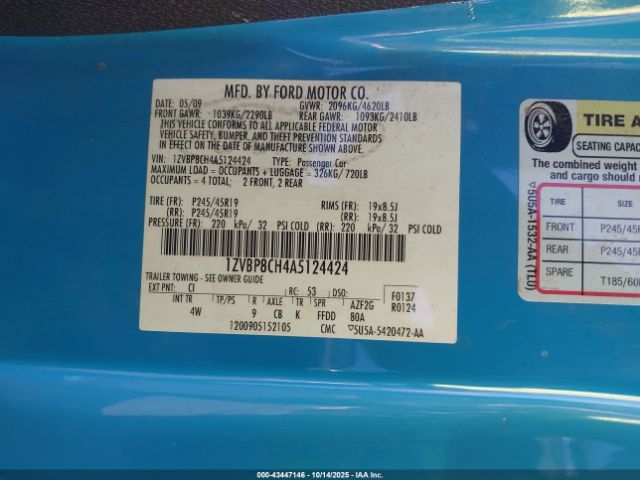 MFD. BY FORD MOTOR CO.
DATE: 05/09 GVWR: 2096KG/4620LB
FRONT GAWR: 1039KG/2290LB REAR GAWR: 1093KG/2410LB
THIS VEHICLE CONFORMS TO ALL APPLICABLE FEDERAL MOTOR
VEHICLE SAFETY, BUMPER, AND THEFT PREVENTION STANDARDS
IN EFFECT ON THE DATE OF MANUFACTURE SHOWN ABOVE.
VIN: 1ZVBP8CH4A5124424 TYPE: Passenger Car
MAXIMUM LOAD = OCCUPANTS + LUGGAGE = 326KG/720LB
OCCUPANTS = 4 TOTAL; 2 FRONT, 2 REAR
TIRE (FR): P245/45R19 RIMS (FR): 19x8.5J
(RR): P245/45R19 (RR): 19x8.5J
PRESSURE (FR): 220 kPa/ 32 PSI COLD (RR): 220 kPa/ 32 PSI COLD
1ZVBP8CH4A5124424
TRAILER TOWING - SEE OWNER GUIDE
EXT PNT: CI RC: 53 DSO: F0137
INT TR TP/PS R AXLE TR SPR AZF2G R0124
4W 9 CB K FFDD BOA
1200905152105 CMC ▽5U5A-5420472-AA
TIRE A
SEATING CAPAC
The combined weight
and cargo should n
▽5U5A-1532-AA (TLD)
TIRE SIZE
FRONT P245/45R
REAR P245/45R
SPARE T185/60
000-43447146 - 10/14/2025 - IAA, Inc.